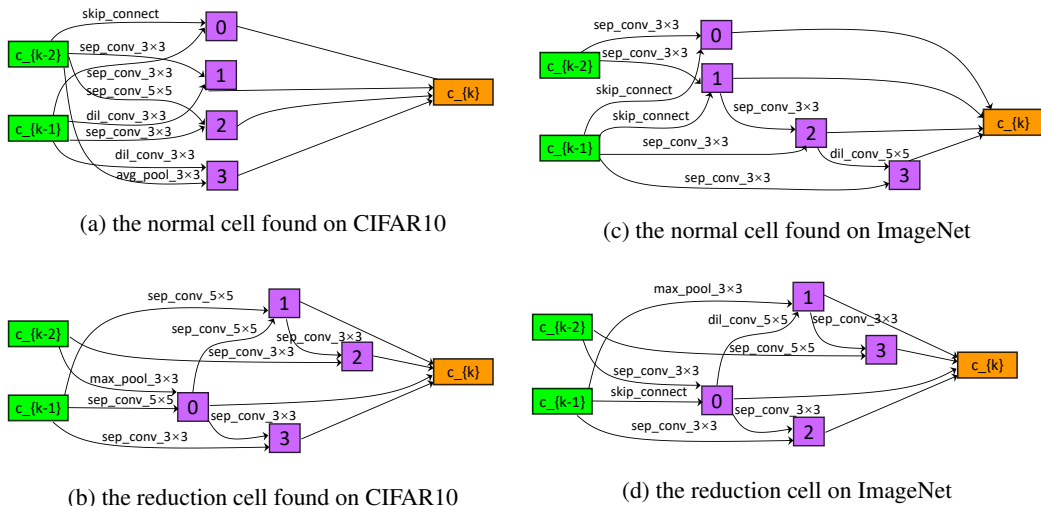 skip_connect
0
c_{k-2}
sep_conv_3×3
sep_conv_3×3
1
sep_conv_5×5
c_{k}
dil_conv_3×3
c_{k-1}
sep_conv_3×3
2
dil_conv_3×3
avg_pool_3×3
3
(a) the normal cell found on CIFAR10
sep_conv_3×3
0
sep_conv_3×3
c_{k-2}
1
skip_connect
sep_conv_3×3
skip_connect
c_{k}
2
c_{k-1}
sep_conv_3×3
dil_conv_5×5
sep_conv_3×3
3
(c) the normal cell found on ImageNet
sep_conv_5×5
1
c_{k-2}
sep_conv_5×5
sep_conv_3×3
sep_conv_3×3
2
c_{k}
max_pool_3×3
c_{k-1}
sep_conv_5×5
0
sep_conv_3×3
sep_conv_3×3
3
(b) the reduction cell found on CIFAR10
max_pool_3×3
1
c_{k-2}
dil_conv_5×5
sep_conv_3×3
sep_conv_5×5
3
c_{k}
sep_conv_3×3
skip_connect
c_{k-1}
0
sep_conv_3×3
sep_conv_3×3
2
(d) the reduction cell on ImageNet